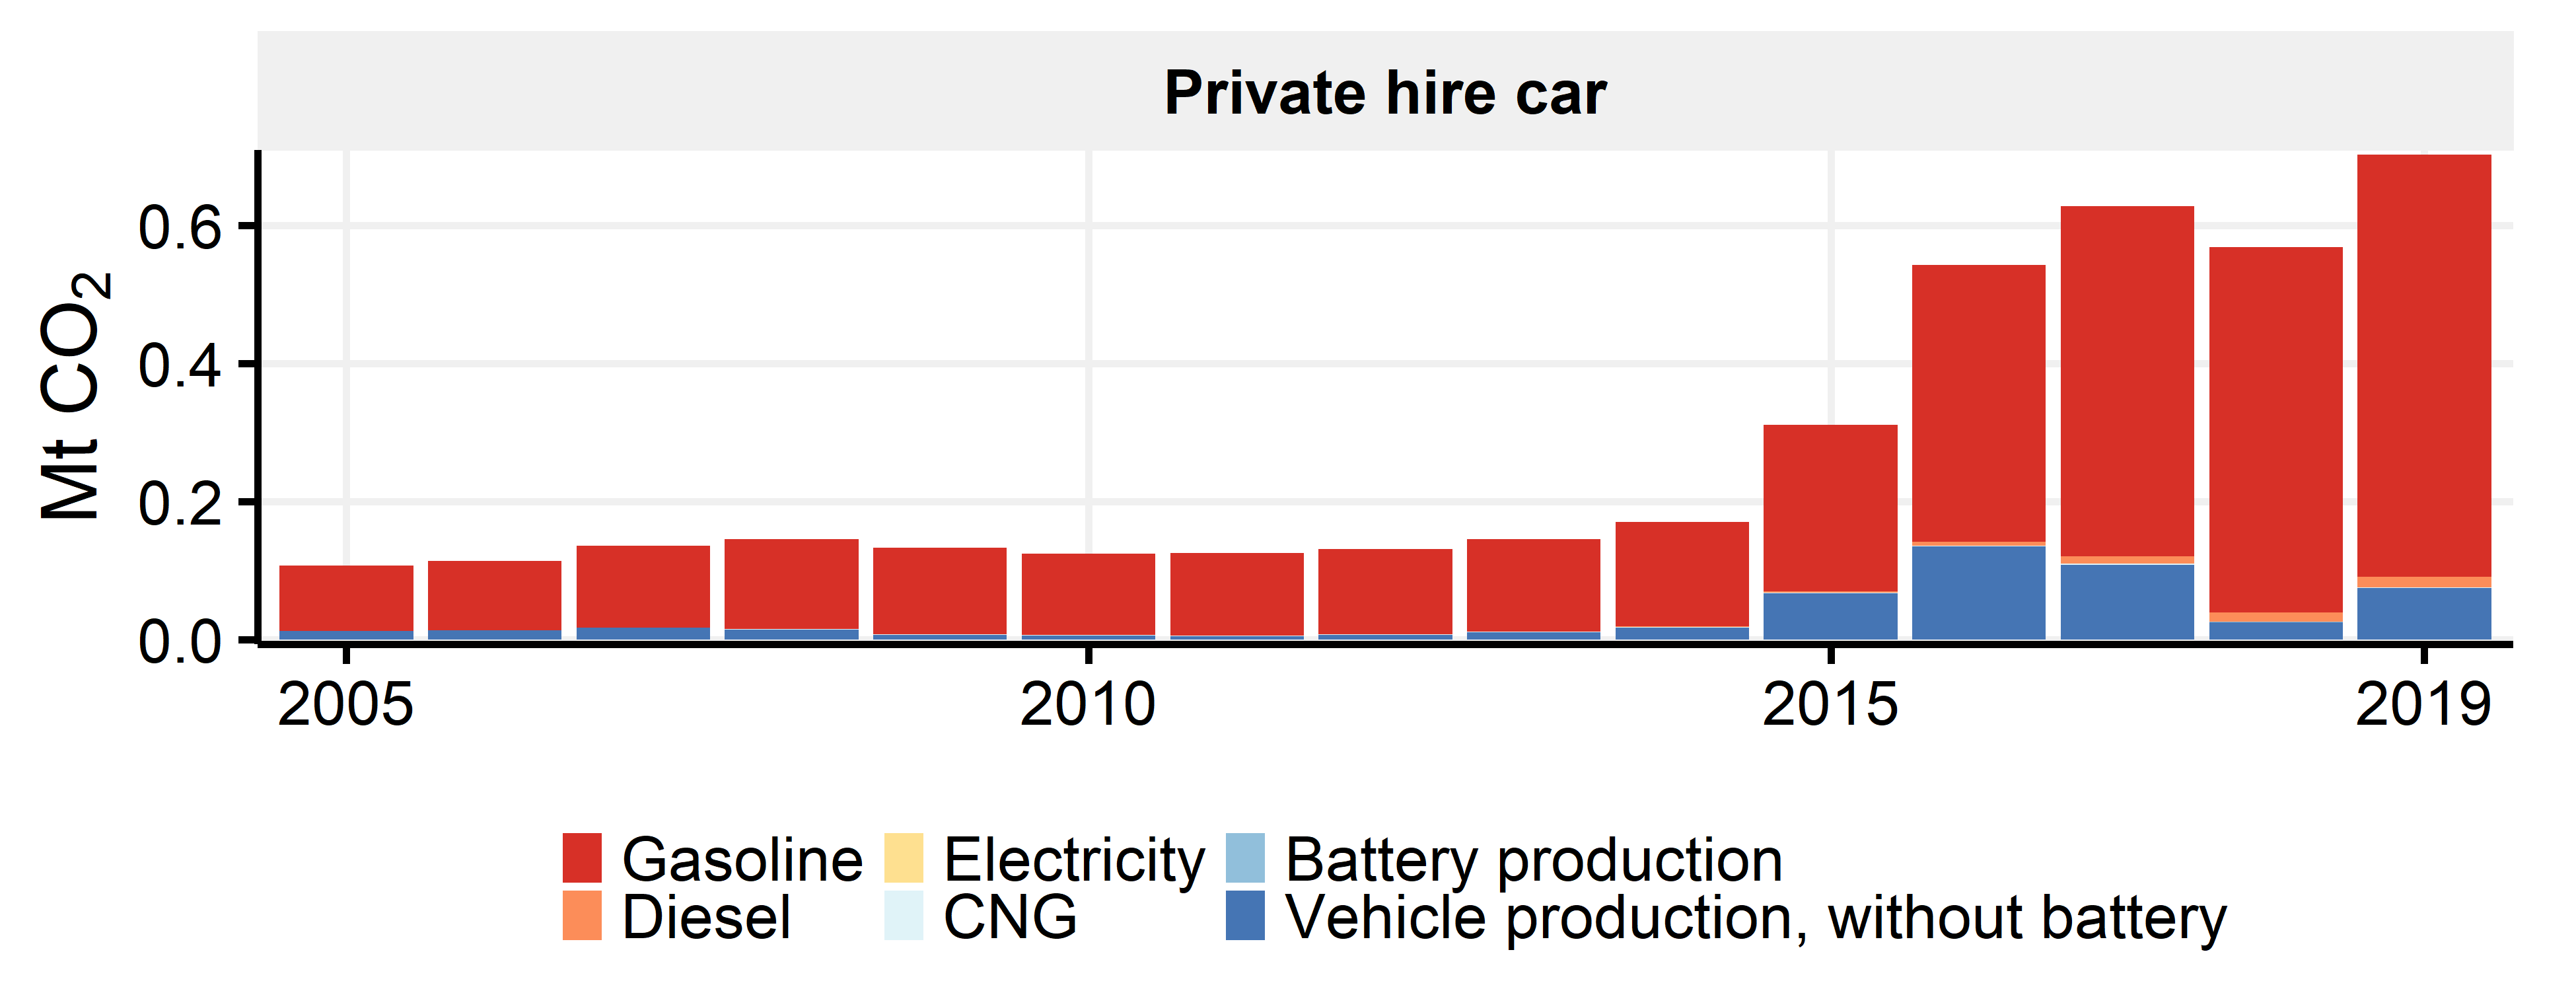 Private hire car
Mt CO₂
0.6
0.4
0.2
0.0
2005 2010 2015 2019
Gasoline Electricity Battery production
Diesel CNG Vehicle production, without battery